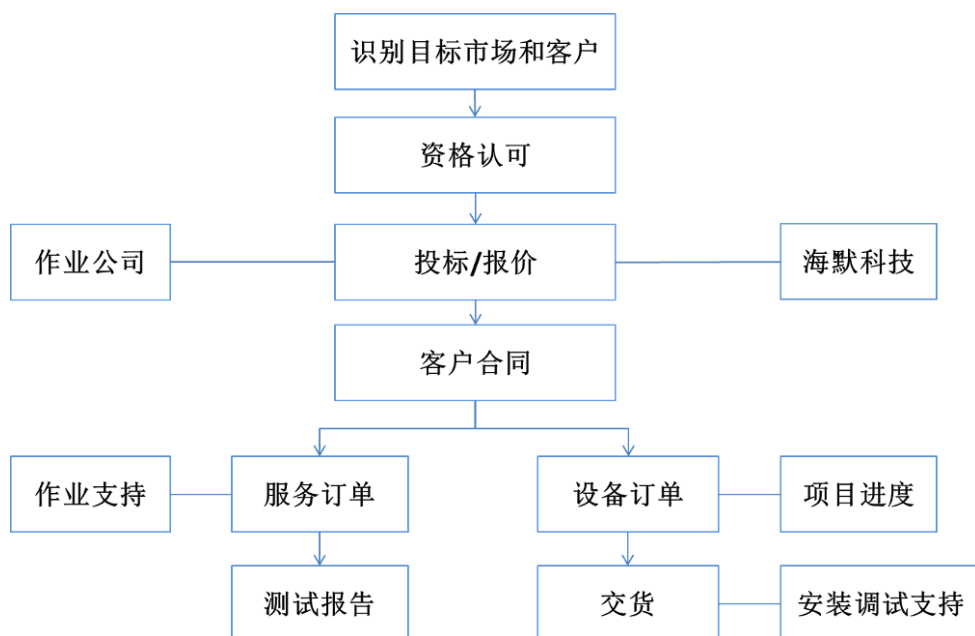 识别目标市场和客户
资格认可
作业公司
投标/报价
海默科技
客户合同
作业支持
服务订单
设备订单
项目进度
测试报告
交货
安装调试支持